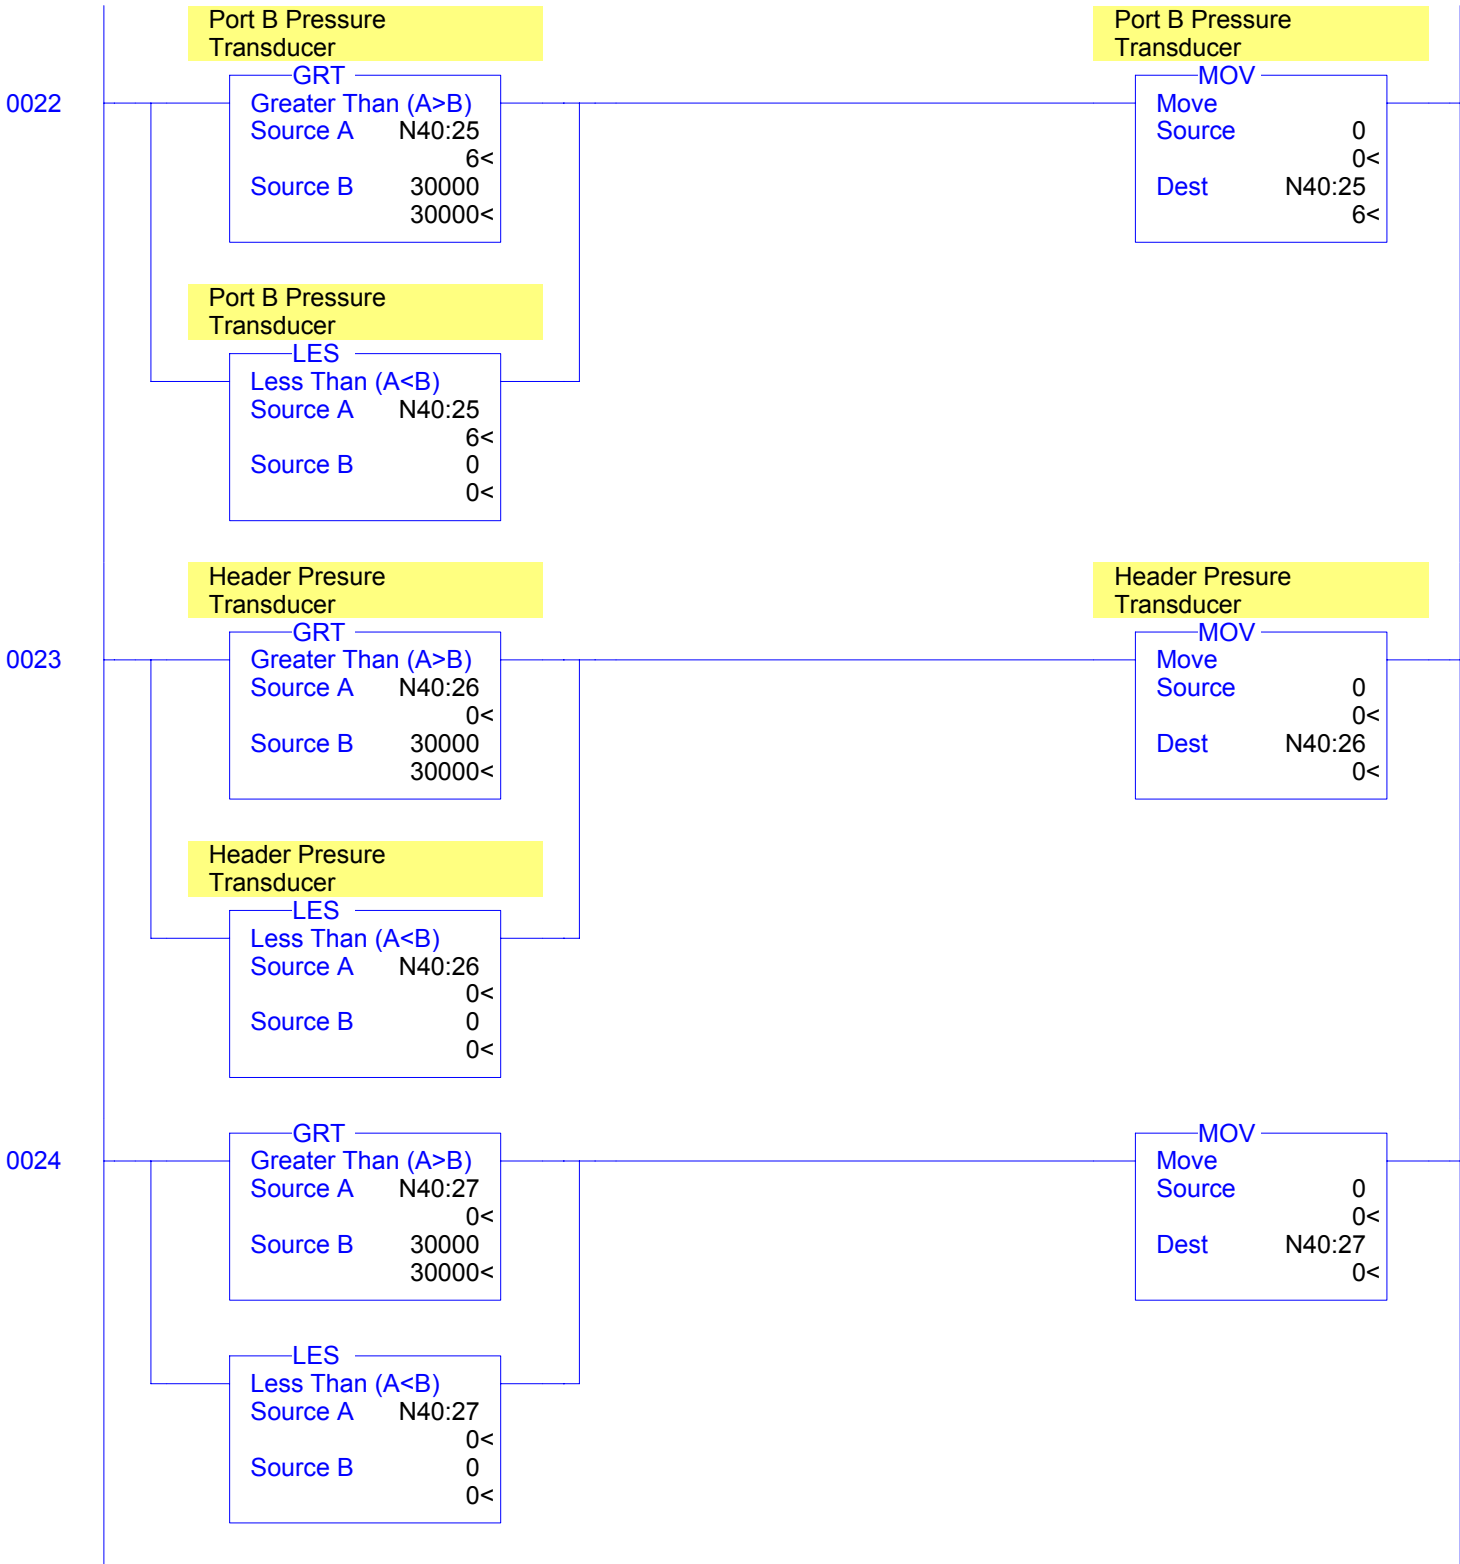 Port B Pressure
Transducer
Port B Pressure
Transducer
0022
GRT
Greater Than (A>B)
Source A N40:25
6<
Source B 30000
30000<
MOV
Move
Source 0
0<
Dest N40:25
6<
Port B Pressure
Transducer
LES
Less Than (A<B)
Source A N40:25
6<
Source B 0
0<
Header Presure
Transducer
Header Presure
Transducer
0023
GRT
Greater Than (A>B)
Source A N40:26
0<
Source B 30000
30000<
MOV
Move
Source 0
0<
Dest N40:26
0<
Header Presure
Transducer
LES
Less Than (A<B)
Source A N40:26
0<
Source B 0
0<
0024
GRT
Greater Than (A>B)
Source A N40:27
0<
Source B 30000
30000<
MOV
Move
Source 0
0<
Dest N40:27
0<
LES
Less Than (A<B)
Source A N40:27
0<
Source B 0
0<